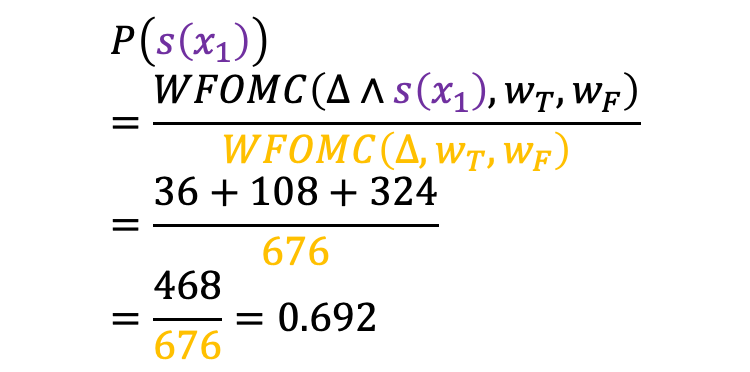 P(s(x₁))
= WFOMC(Δ ∧ s(x₁), w_T, w_F)
WFOMC(Δ, w_T, w_F)
= 36 + 108 + 324
676
= 468
676
= 0.692